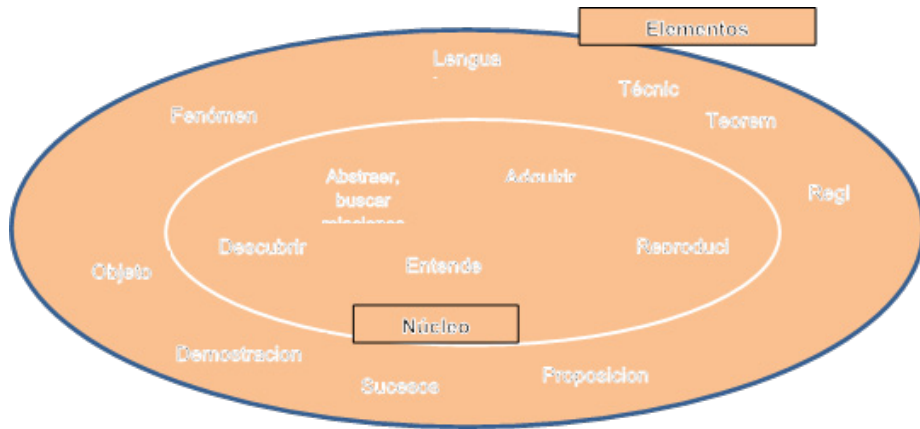 Elementos
Lengua
Técnic
Fenómen
Teorem
Abstraer,
buscar
Adquirir
Regl
Descubrir
Reproduci
Entende
Objeto
Núcleo
Demostracion
Proposicion
Sucesos